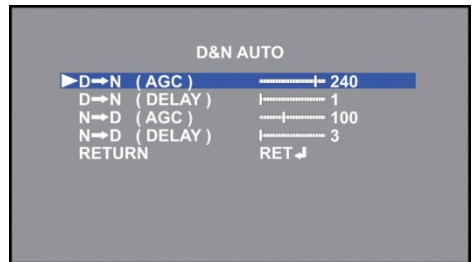 D&N AUTO
▶D➡N ( AGC ) 240
D➡N ( DELAY ) 1
N➡D ( AGC ) 100
N➡D ( DELAY ) 3
RETURN RET↲